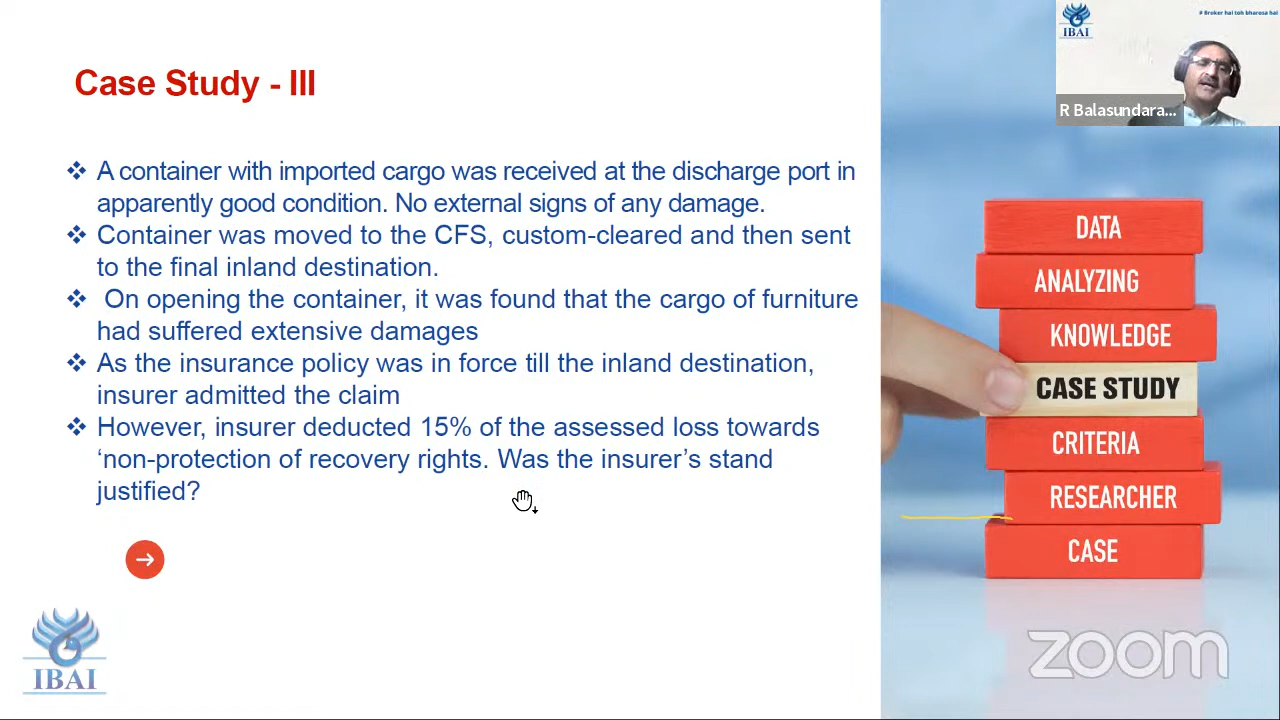 Case Study - III
❖ A container with imported cargo was received at the discharge port in
apparently good condition. No external signs of any damage.
❖ Container was moved to the CFS, custom-cleared and then sent
to the final inland destination.
❖ On opening the container, it was found that the cargo of furniture
had suffered extensive damages
❖ As the insurance policy was in force till the inland destination,
insurer admitted the claim
❖ However, insurer deducted 15% of the assessed loss towards
‘non-protection of recovery rights. Was the insurer’s stand
justified?
IBAI
IBAI
# Broker hai toh bharosa hai
R Balasundara...
DATA
ANALYZING
KNOWLEDGE
CASE STUDY
CRITERIA
RESEARCHER
CASE
zoom